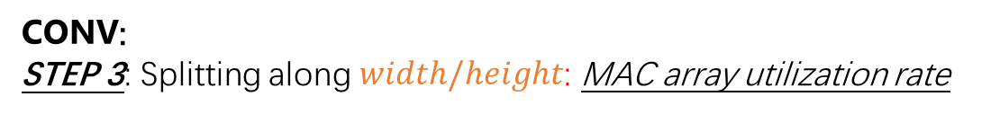 CONV:
STEP 3: Splitting along width/height: MAC array utilization rate